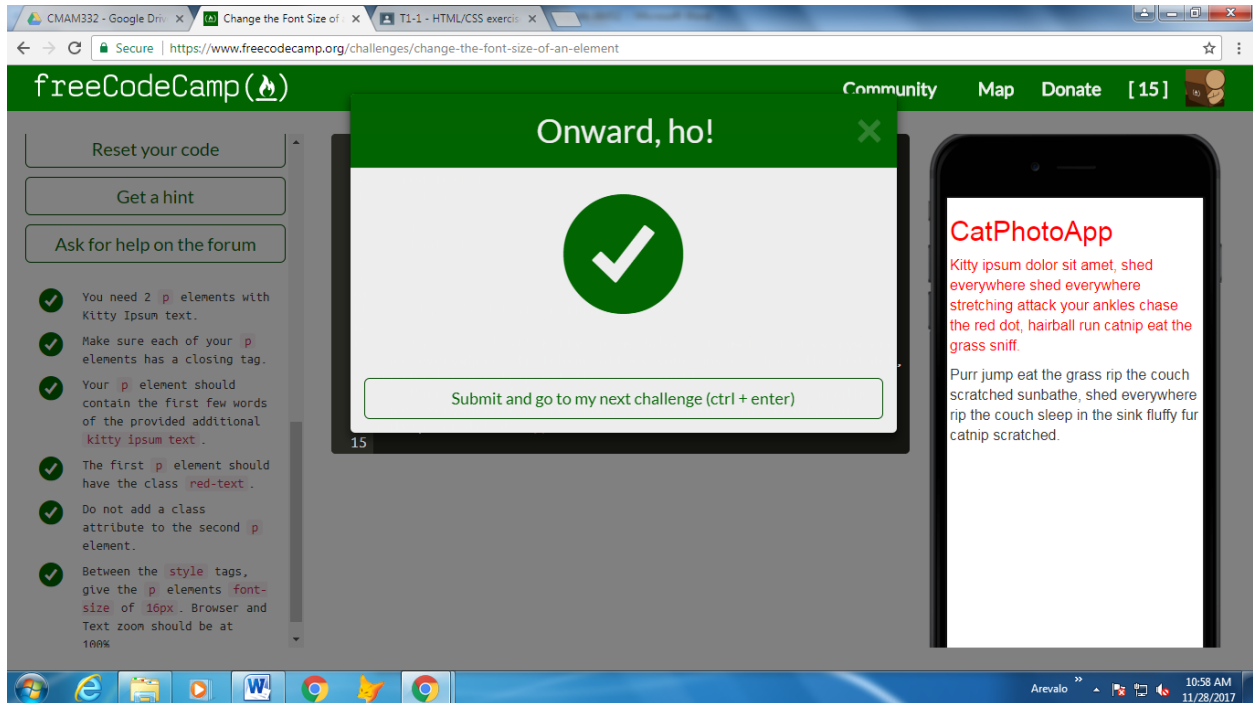 CMAM332 - Google Driv
Change the Font Size of
T1-1 - HTML/CSS exercis
Secure | https://www.freecodecamp.org/challenges/change-the-font-size-of-an-element
freeCodeCamp(
)
Community Map Donate [ 15 ]
Reset your code
Get a hint
Ask for help on the forum
You need 2 p elements with
Kitty Ipsum text.
Make sure each of your p
elements has a closing tag.
Your p element should
contain the first few words
of the provided additional
kitty ipsum text .
The first p element should
have the class red-text .
Do not add a class
attribute to the second p
element.
Between the style tags,
give the p elements font-
size of 16px . Browser and
Text zoom should be at
100%
Onward, ho!
Submit and go to my next challenge (ctrl + enter)
15
CatPhotoApp
Kitty ipsum dolor sit amet, shed
everywhere shed everywhere
stretching attack your ankles chase
the red dot, hairball run catnip eat the
grass sniff.
Purr jump eat the grass rip the couch
scratched sunbathe, shed everywhere
rip the couch sleep in the sink fluffy fur
catnip scratched.
Arevalo
10:58 AM
11/28/2017